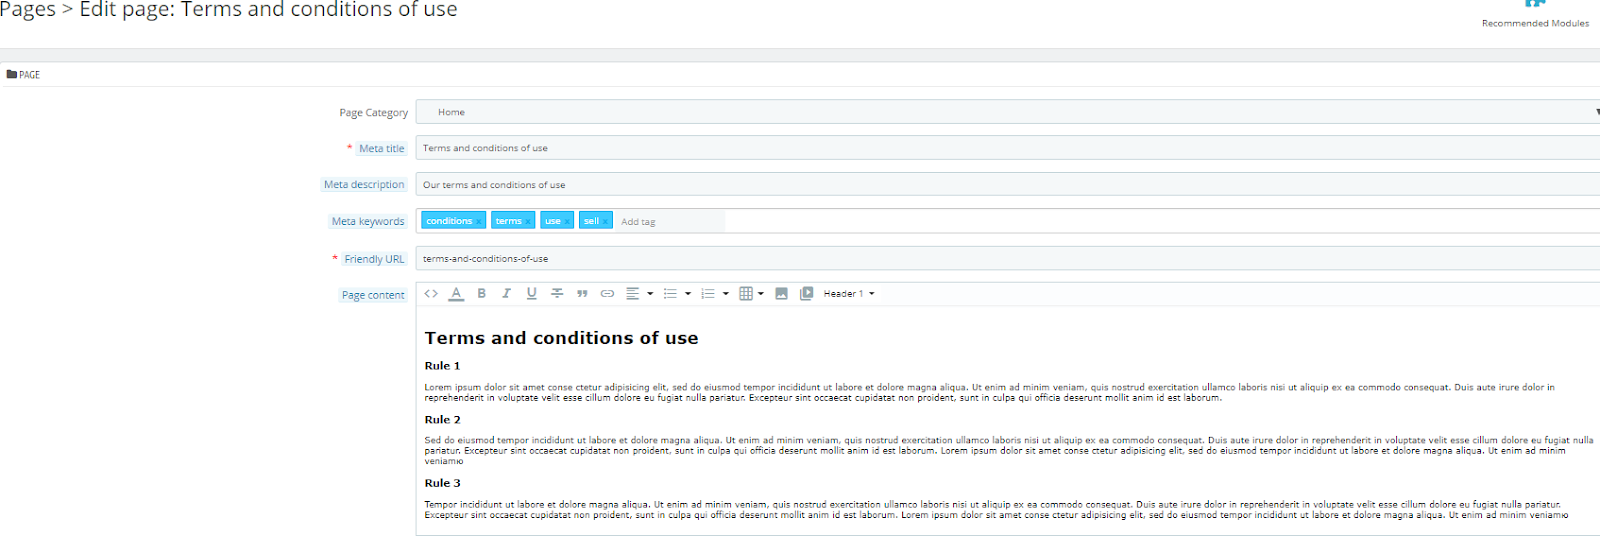 Pages > Edit page: Terms and conditions of use
Recommended Modules
PAGE
Page Category
Home
* Meta title
Terms and conditions of use
Meta description
Our terms and conditions of use
Meta keywords
conditions x terms x use x sell x Add tag
* Friendly URL
terms-and-conditions-of-use
Page content
<> A B I U Header 1
Terms and conditions of use
Rule 1
Lorem ipsum dolor sit amet conse ctetur adipisicing elit, sed do eiusmod tempor incididunt ut labore et dolore magna aliqua. Ut enim ad minim veniam, quis nostrud exercitation ullamco laboris nisi ut aliquip ex ea commodo consequat. Duis aute irure dolor in
reprehenderit in voluptate velit esse cillum dolore eu fugiat nulla pariatur. Excepteur sint occaecat cupidatat non proident, sunt in culpa qui officia deserunt mollit anim id est laborum.
Rule 2
Sed do eiusmod tempor incididunt ut labore et dolore magna aliqua. Ut enim ad minim veniam, quis nostrud exercitation ullamco laboris nisi ut aliquip ex ea commodo consequat. Duis aute irure dolor in reprehenderit in voluptate velit esse cillum dolore eu fugiat nulla
pariatur. Excepteur sint occaecat cupidatat non proident, sunt in culpa qui officia deserunt mollit anim id est laborum. Lorem ipsum dolor sit amet conse ctetur adipisicing elit, sed do eiusmod tempor incididunt ut labore et dolore magna aliqua. Ut enim ad minim
veniamю
Rule 3
Tempor incididunt ut labore et dolore magna aliqua. Ut enim ad minim veniam, quis nostrud exercitation ullamco laboris nisi ut aliquip ex ea commodo consequat. Duis aute irure dolor in reprehenderit in voluptate velit esse cillum dolore eu fugiat nulla pariatur.
Excepteur sint occaecat cupidatat non proident, sunt in culpa qui officia deserunt mollit anim id est laborum. Lorem ipsum dolor sit amet conse ctetur adipisicing elit, sed do eiusmod tempor incididunt ut labore et dolore magna aliqua. Ut enim ad minim veniamю